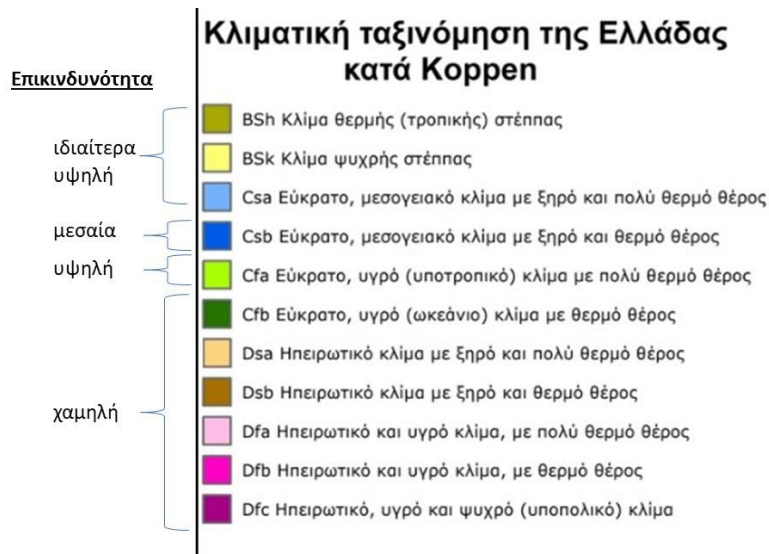 Κλιματική ταξινόμηση της Ελλάδας
κατά Koppen
Επικινδυνότητα
ιδιαίτερα
υψηλή
μεσαία
υψηλή
χαμηλή
BSh Κλίμα θερμής (τροπικής) στέππας
BSk Κλίμα ψυχρής στέππας
Csa Εύκρατο, μεσογειακό κλίμα με ξηρό και πολύ θερμό θέρος
Csb Εύκρατο, μεσογειακό κλίμα με ξηρό και θερμό θέρος
Cfa Εύκρατο, υγρό (υποτροπικό) κλίμα με πολύ θερμό θέρος
Cfb Εύκρατο, υγρό (ωκεάνιο) κλίμα με θερμό θέρος
Dsa Ηπειρωτικό κλίμα με ξηρό και πολύ θερμό θέρος
Dsb Ηπειρωτικό κλίμα με ξηρό και θερμό θέρος
Dfa Ηπειρωτικό και υγρό κλίμα, με πολύ θερμό θέρος
Dfb Ηπειρωτικό και υγρό κλίμα, με θερμό θέρος
Dfc Ηπειρωτικό, υγρό και ψυχρό (υποπολικό) κλίμα